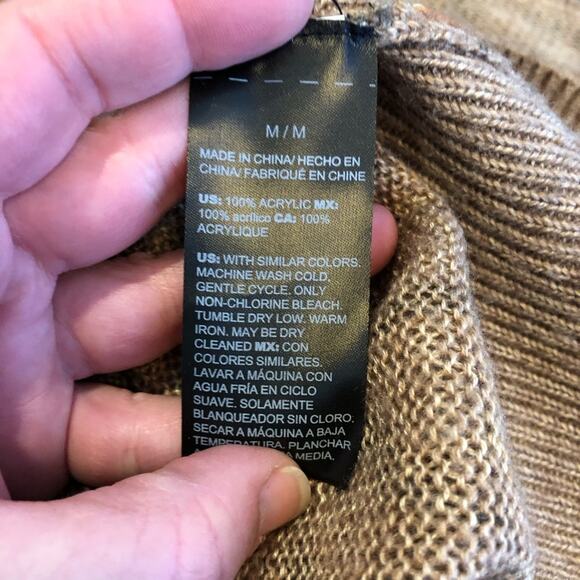 M/M
MADE IN CHINA/ HECHO EN
CHINA/ FABRIQUÉ EN CHINE
US: 100% ACRYLIC MX:
100% acrílico CA: 100%
ACRYLIQUE
US: WITH SIMILAR COLORS.
MACHINE WASH COLD,
GENTLE CYCLE. ONLY
NON-CHLORINE BLEACH.
TUMBLE DRY LOW. WARM
IRON. MAY BE DRY
CLEANED MX: CON
COLORES SIMILARES.
LAVAR A MÁQUINA CON
AGUA FRÍA EN CICLO
SUAVE. SOLAMENTE
BLANQUEADOR SIN CLORO.
SECAR A MÁQUINA A BAJA
TEMPERATURA. PLANCHAR
MEDIA.